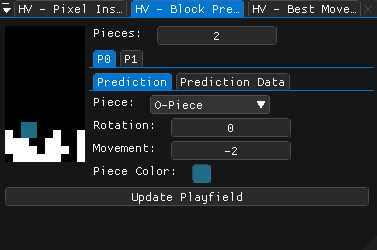 HV - Pixel Ins… HV - Block Pre… HV - Best Move…
Pieces: 2
P0 P1
Prediction Prediction Data
Piece: O-Piece
Rotation: 0
Movement: -2
Piece Color:
Update Playfield